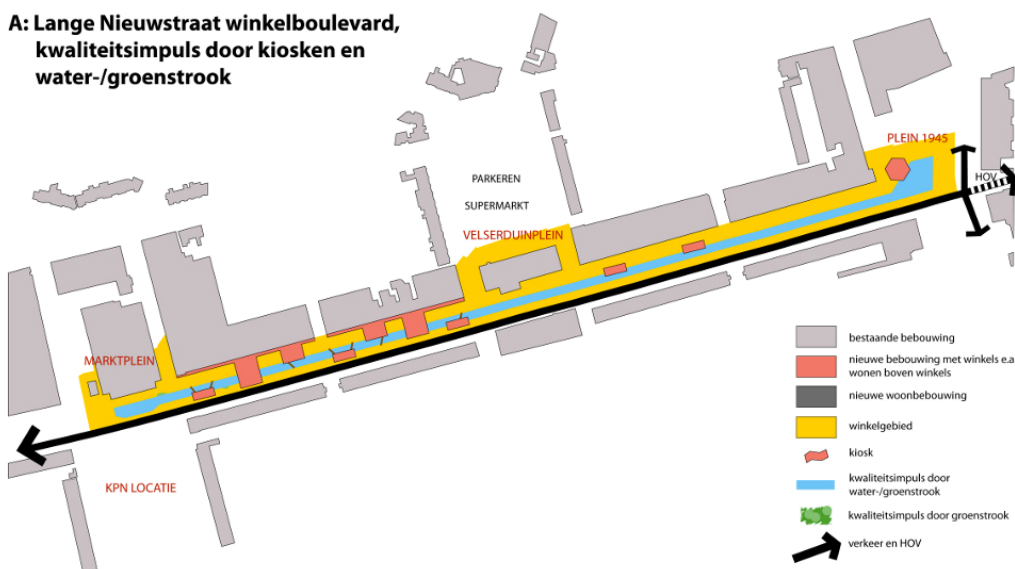 A: Lange Nieuwstraat winkelboulevard,
kwaliteitsimpuls door kiosken en
water-/groenstrook
PLEIN 1945
HOV
PARKEREN
SUPERMARKT
VELSERDUINPLEIN
MARKTPLEIN
KPN LOCATIE
bestaande bebouwing
nieuwe bebouwing met winkels e.a
wonen boven winkels
nieuwe woonbebouwing
winkelgebied
kiosk
kwaliteitsimpuls door
water-/groenstrook
kwaliteitsimpuls door groenstrook
verkeer en HOV